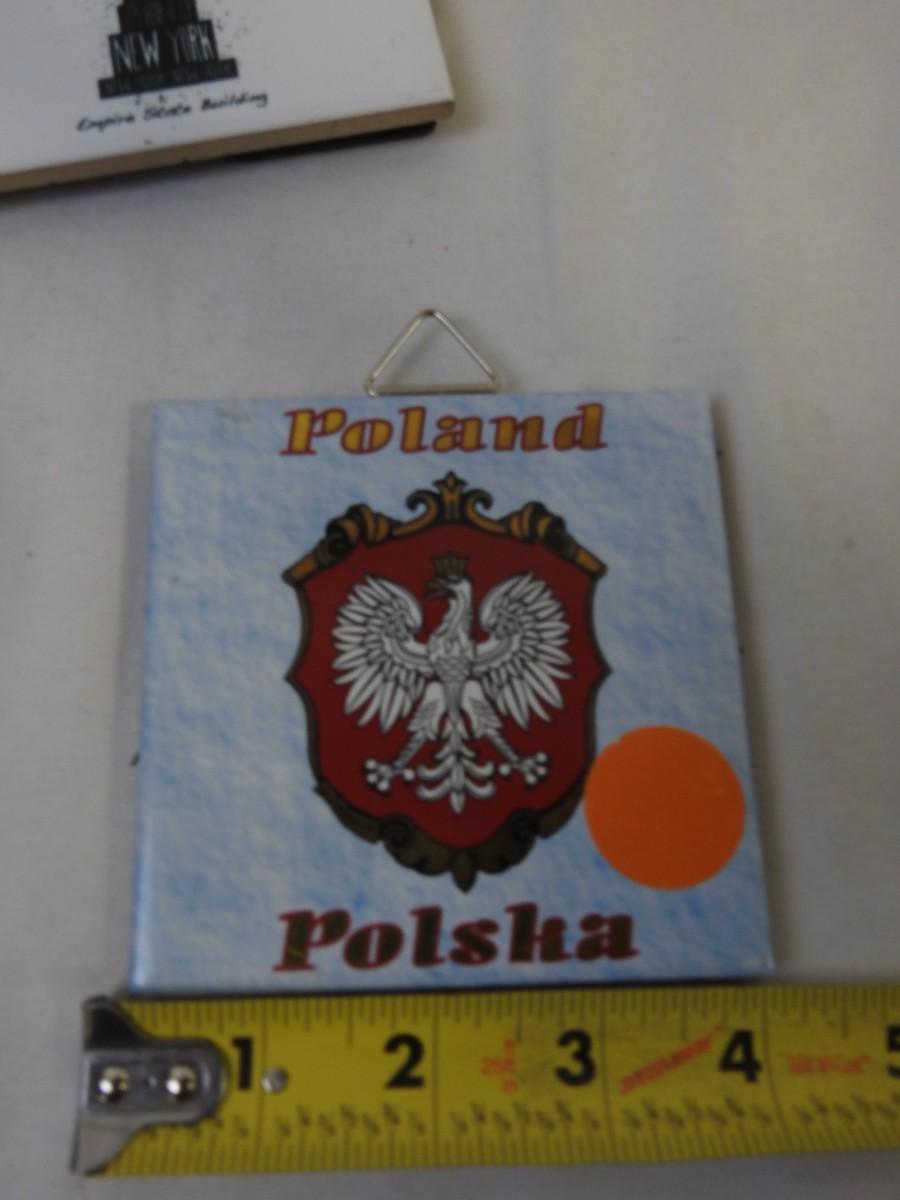 NEW YORK
Empire State Building
Poland
Polska
1 2 3 4 5